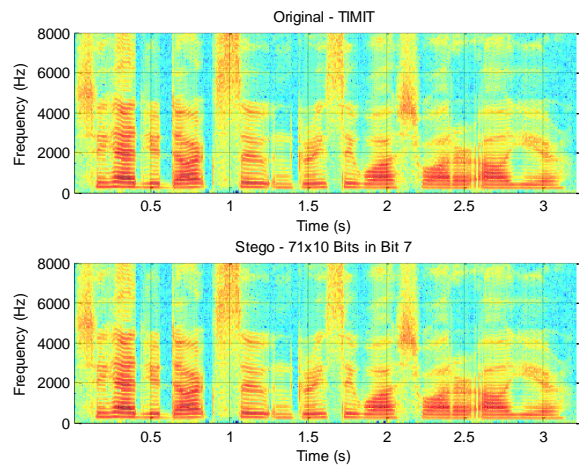 Original - TIMIT
Frequency (Hz)
8000
6000
4000
2000
0
0.5 1 1.5 2 2.5 3
Time (s)
Stego - 71x10 Bits in Bit 7
Frequency (Hz)
8000
6000
4000
2000
0
0.5 1 1.5 2 2.5 3
Time (s)